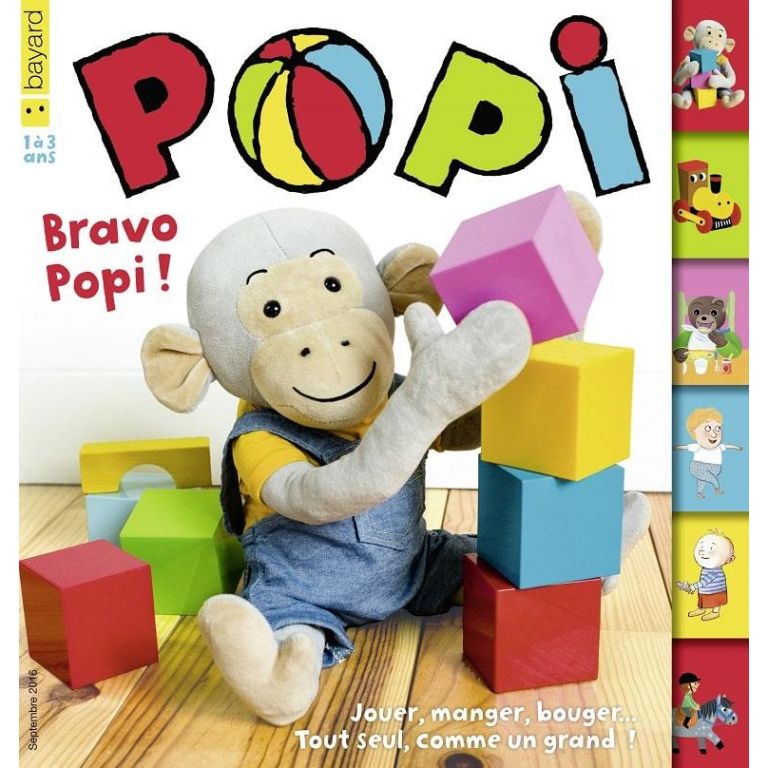 bayard
POPi
1 à 3
ans
Bravo
Popi !
Septembre 2016
Jouer, manger, bouger...
Tout seul, comme un grand !